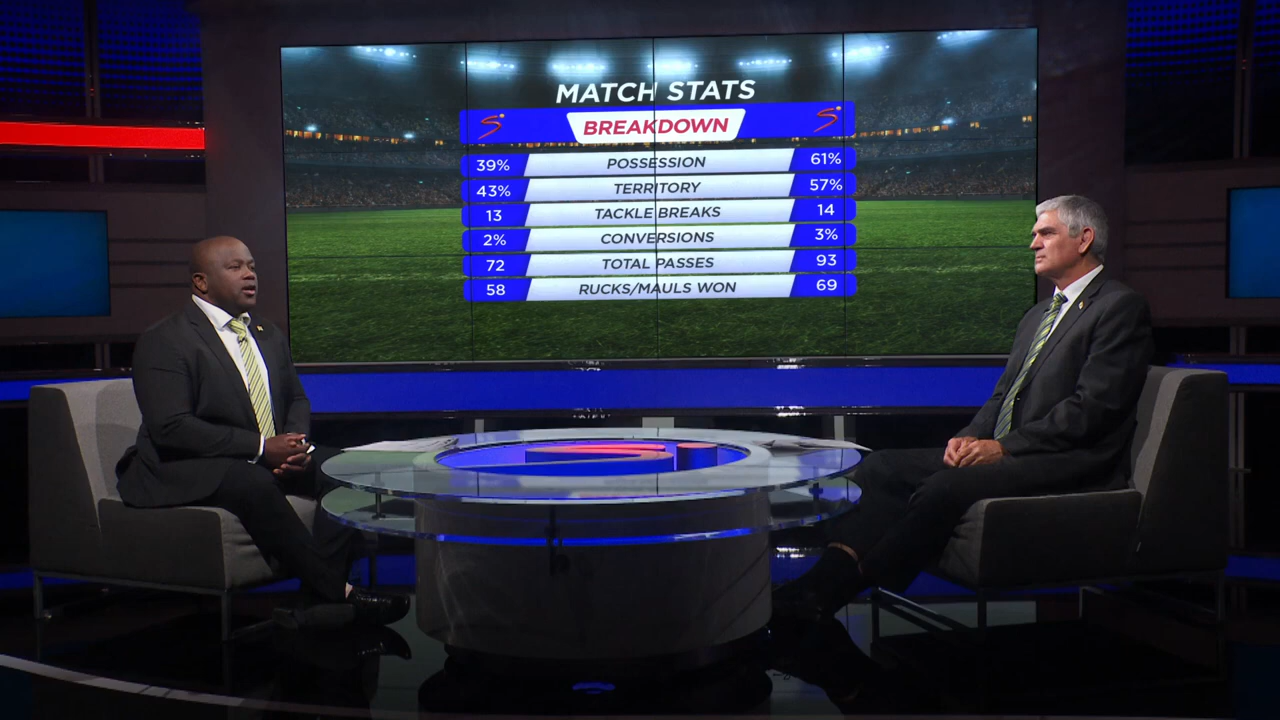 MATCH STATS
BREAKDOWN
39% POSSESSION 61%
43% TERRITORY 57%
13 TACKLE BREAKS 14
2% CONVERSIONS 3%
72 TOTAL PASSES 93
58 RUCKS/MAULS WON 69